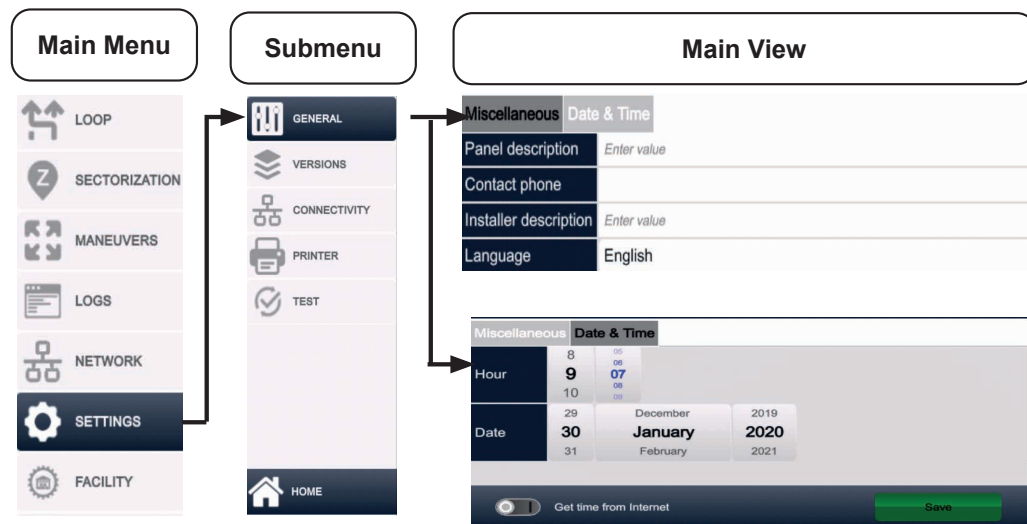 Main Menu
Submenu
Main View
LOOP
SECTORIZATION
MANEUVERS
LOGS
NETWORK
SETTINGS
FACILITY
GENERAL
VERSIONS
CONNECTIVITY
PRINTER
TEST
HOME
Miscellaneous Date & Time
Panel description Enter value
Contact phone
Installer description Enter value
Language English
Miscellaneous Date & Time
8 05
06
Hour 9 07
08
10 09
29 December 2019
Date 30 January 2020
31 February 2021
Get time from Internet Save
Z